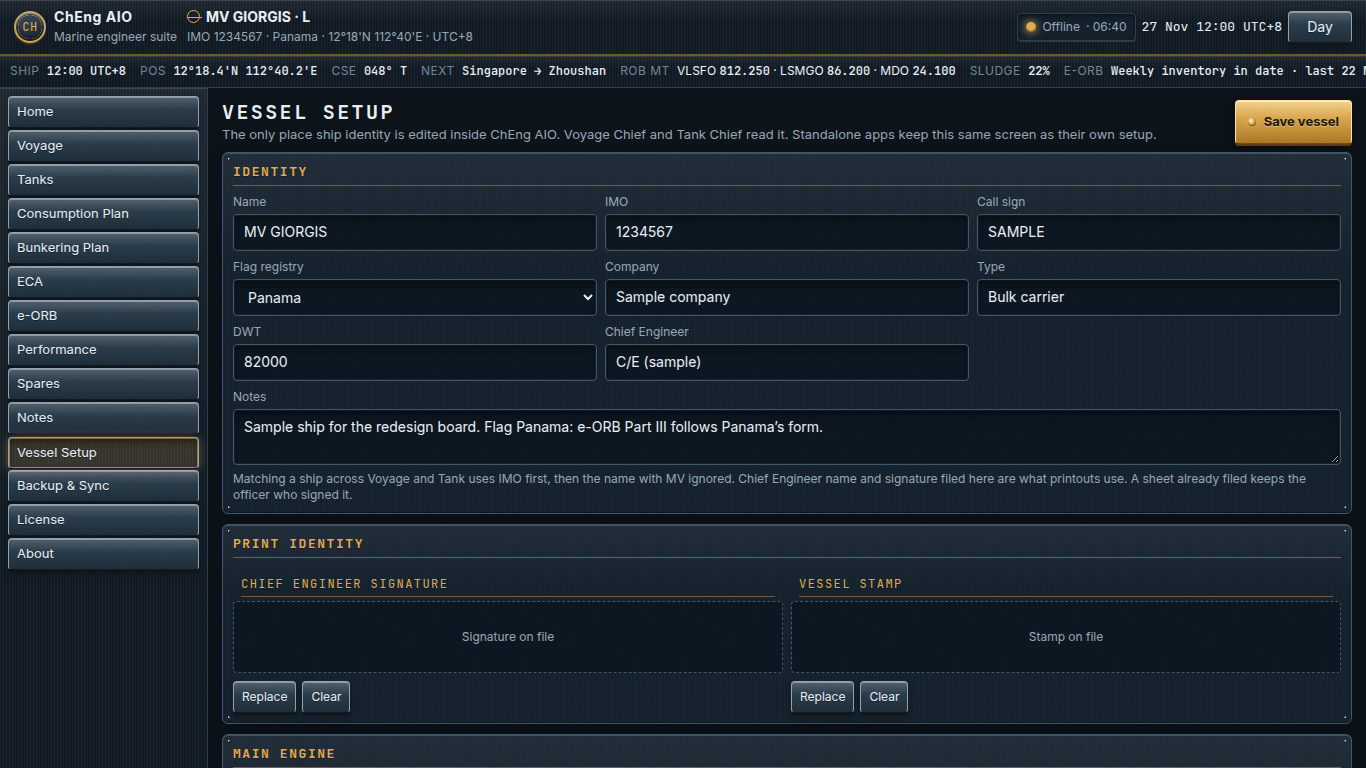 CH
ChEng AIO
Marine engineer suite
MV GIORGIS · L
IMO 1234567 · Panama · 12°18'N 112°40'E · UTC+8
Offline · 06:40
27 Nov 12:00 UTC+8
Day
SHIP 12:00 UTC+8 POS 12°18.4'N 112°40.2'E CSE 048° T NEXT Singapore → Zhoushan ROB MT VLSFO 812.250 · LSMGO 86.200 · MDO 24.100 SLUDGE 22% E-ORB Weekly inventory in date · last 22
Home
Voyage
Tanks
Consumption Plan
Bunkering Plan
ECA
e-ORB
Performance
Spares
Notes
Vessel Setup
Backup & Sync
License
About
VESSEL SETUP
The only place ship identity is edited inside ChEng AIO. Voyage Chief and Tank Chief read it. Standalone apps keep this same screen as their own setup.
Save vessel
IDENTITY
Name IMO Call sign
MV GIORGIS 1234567 SAMPLE
Flag registry Company Type
Panama Sample company Bulk carrier
DWT Chief Engineer
82000 C/E (sample)
Notes
Sample ship for the redesign board. Flag Panama: e-ORB Part III follows Panama's form.
Matching a ship across Voyage and Tank uses IMO first, then the name with MV ignored. Chief Engineer name and signature filed here are what printouts use. A sheet already filed keeps the
officer who signed it.
PRINT IDENTITY
CHIEF ENGINEER SIGNATURE VESSEL STAMP
Signature on file Stamp on file
Replace Clear Replace Clear
MAIN ENGINE